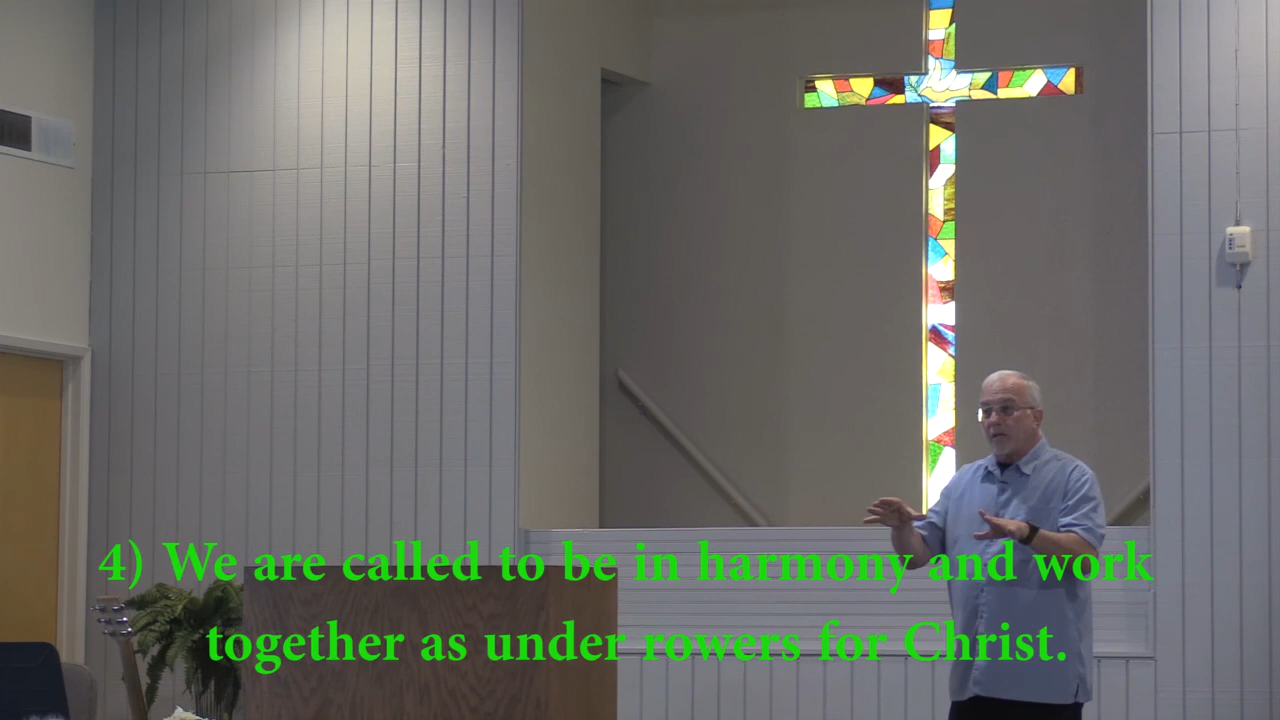 4) We are called to be in harmony and work
together as under rowers for Christ.